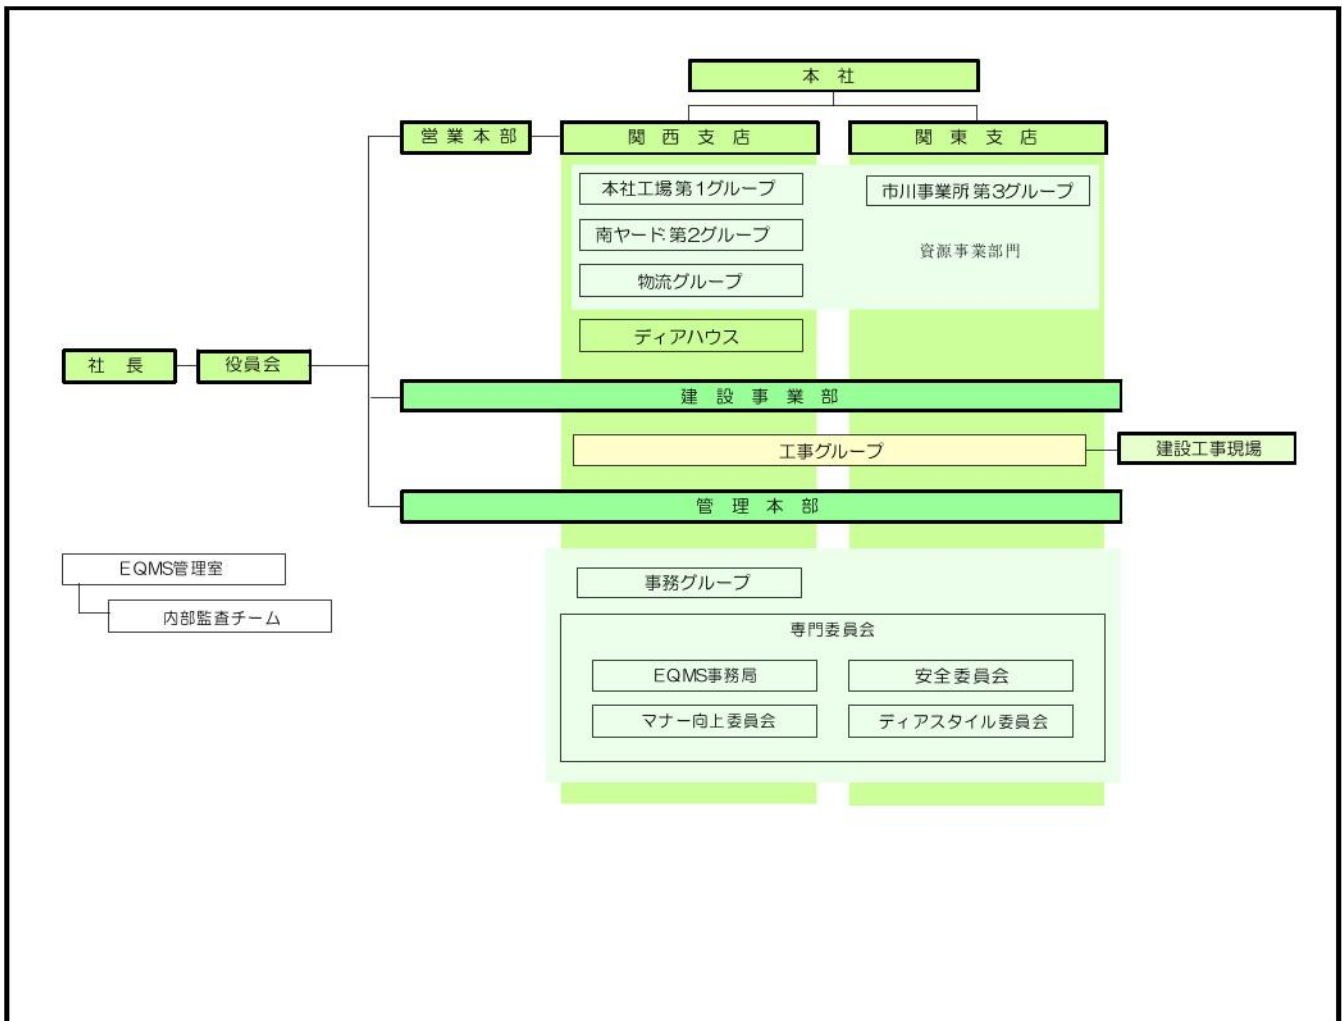 本社
営業本部
関西支店
関東支店
本社工場第1グループ
市川事業所第3グループ
南ヤード第2グループ
資源事業部門
物流グループ
ディアハウス
社長
役員会
建設事業部
工事グループ
建設工事現場
管理本部
EQMS管理室
事務グループ
内部監査チーム
専門委員会
EQMS事務局
安全委員会
マナー向上委員会
ディアスタイル委員会